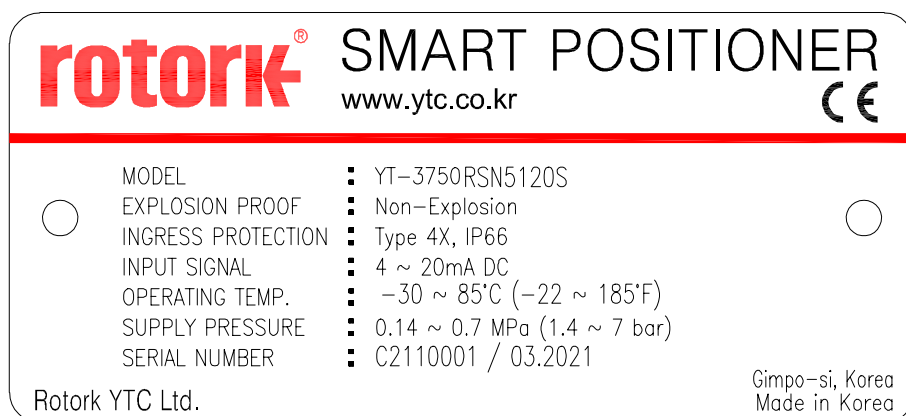 rotork® SMART POSITIONER
www.ytc.co.kr
CE
MODEL : YT-3750RSN5120S
EXPLOSION PROOF : Non-Explosion
INGRESS PROTECTION : Type 4X, IP66
INPUT SIGNAL : 4 ~ 20mA DC
OPERATING TEMP. : -30 ~ 85°C (-22 ~ 185°F)
SUPPLY PRESSURE : 0.14 ~ 0.7 MPa (1.4 ~ 7 bar)
SERIAL NUMBER : C2110001 / 03.2021
Gimpo-si, Korea
Rotork YTC Ltd. Made in Korea